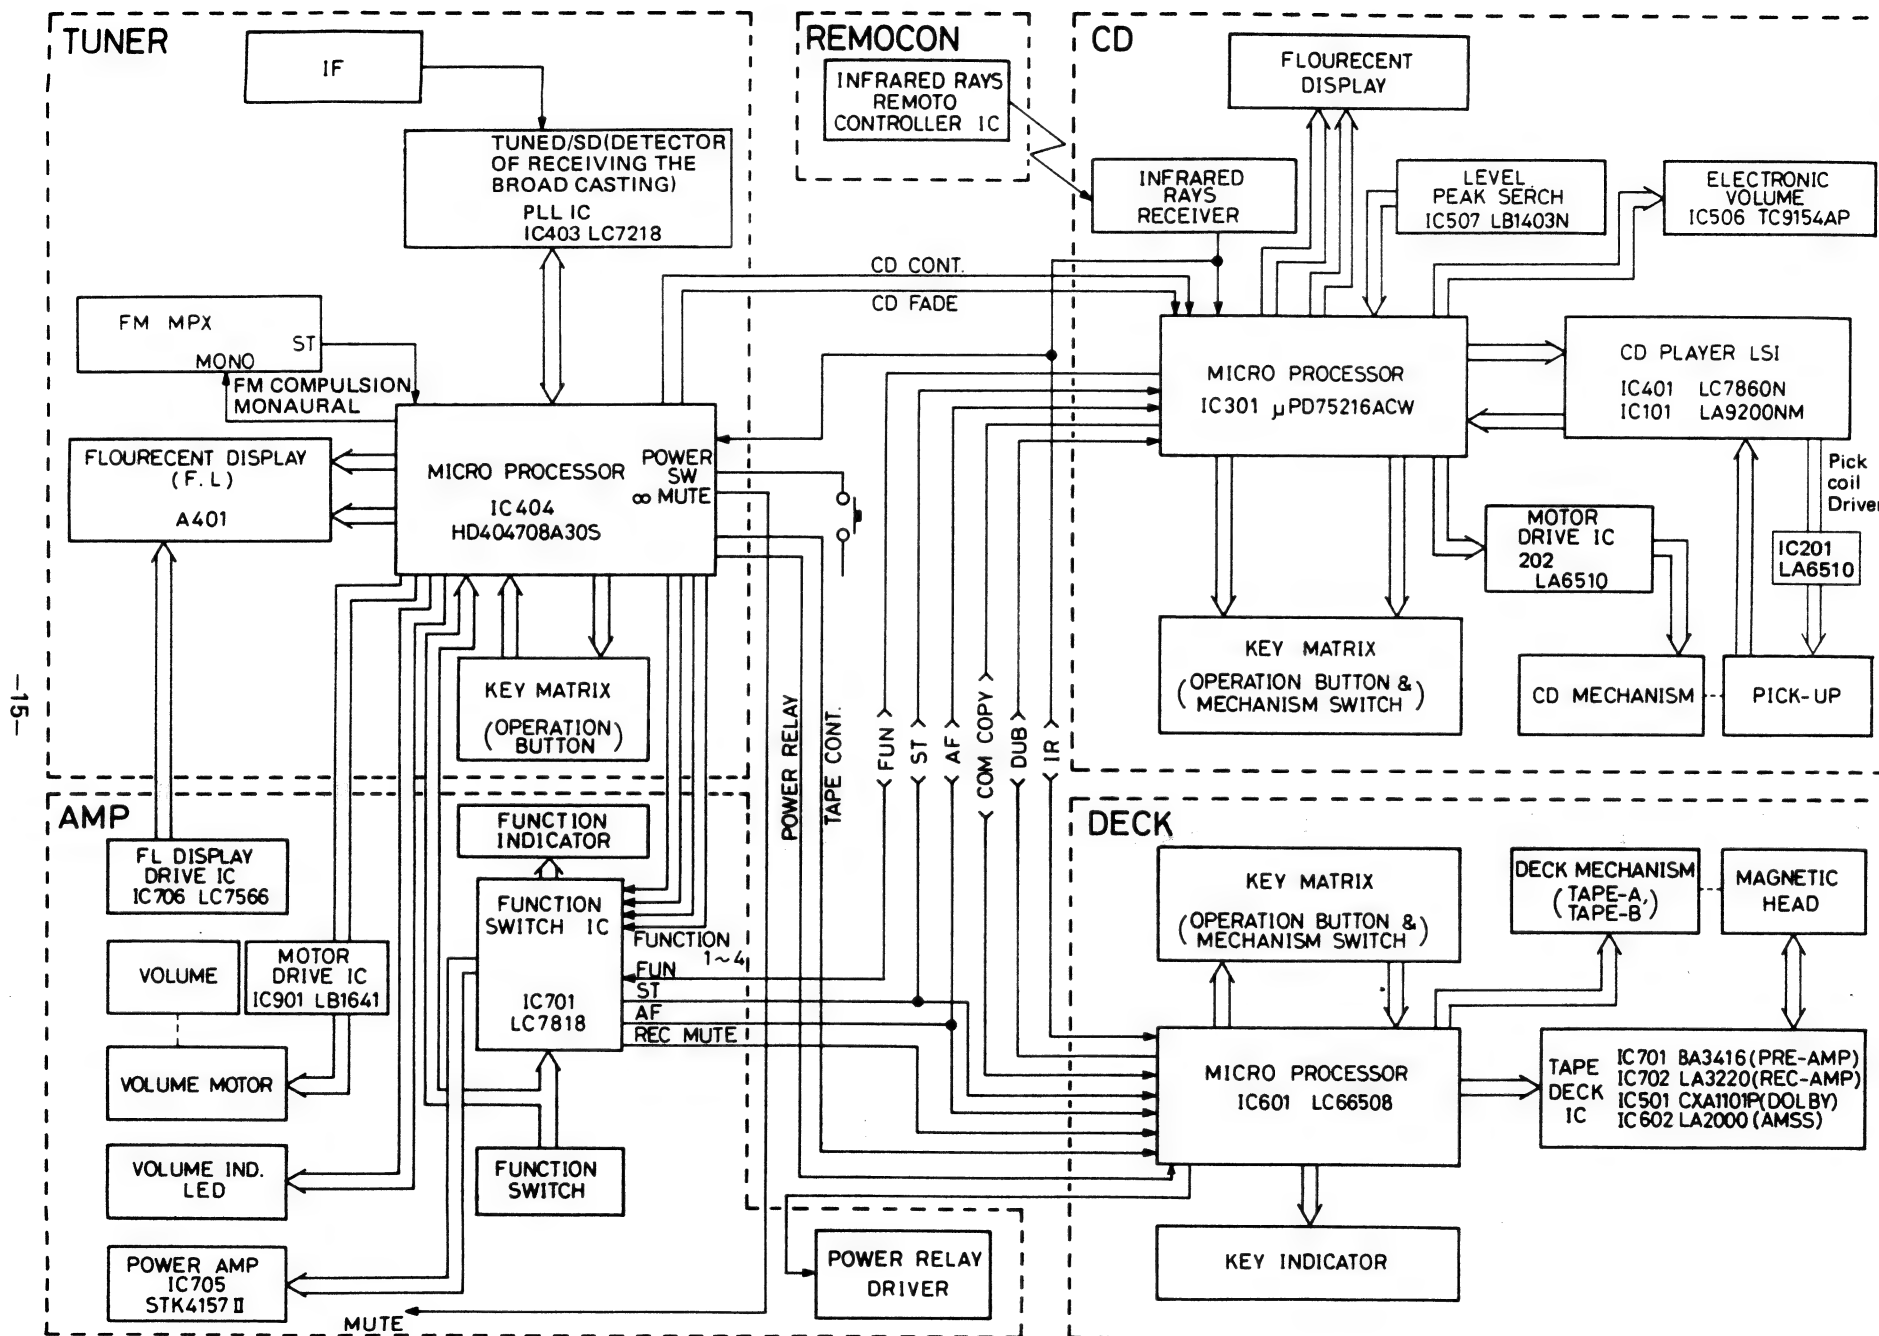 TUNER
IF
TUNED/SD(DETECTOR
OF RECEIVING THE
BROAD CASTING)
PLL IC
IC403 LC7218
FM MPX
ST
MONO
FM COMPULSION
MONAURAL
FLOURECENT DISPLAY
(F.L)
A401
MICRO PROCESSOR
IC404
HD404708A30S
POWER
SW
∞ MUTE
KEY MATRIX
(OPERATION
BUTTON)
REMOCON
INFRARED RAYS
REMOTO
CONTROLLER IC
CD CONT.
CD FADE
CD
FLOURECENT
DISPLAY
INFRARED
RAYS
RECEIVER
LEVEL
PEAK SERCH
IC507 LB1403N
ELECTRONIC
VOLUME
IC506 TC9154AP
MICRO PROCESSOR
IC301 μPD75216ACW
CD PLAYER LSI
IC401 LC7860N
IC101 LA9200NM
Pick
coil
Driver
MOTOR
DRIVE IC
202
LA6510
IC201
LA6510
KEY MATRIX
(OPERATION BUTTON &
MECHANISM SWITCH)
CD MECHANISM
PICK-UP
POWER RELAY
TAPE CONT.
FUN
ST
AF
COM COPY
DUB
IR
-15-
AMP
FL DISPLAY
DRIVE IC
IC706 LC7566
FUNCTION
INDICATOR
FUNCTION
SWITCH IC
IC701
LC7818
FUNCTION
1~4
FUN
ST
AF
REC MUTE
VOLUME
MOTOR
DRIVE IC
IC901 LB1641
VOLUME MOTOR
VOLUME IND.
LED
FUNCTION
SWITCH
POWER AMP
IC705
STK4157 II
MUTE
POWER RELAY
DRIVER
DECK
KEY MATRIX
(OPERATION BUTTON &
MECHANISM SWITCH)
DECK MECHANISM
(TAPE-A,
TAPE-B)
MAGNETIC
HEAD
MICRO PROCESSOR
IC601 LC66508
TAPE
DECK
IC
IC701 BA3416(PRE-AMP)
IC702 LA3220(REC-AMP)
IC501 CXA1101P(DOLBY)
IC602 LA2000(AMSS)
KEY INDICATOR